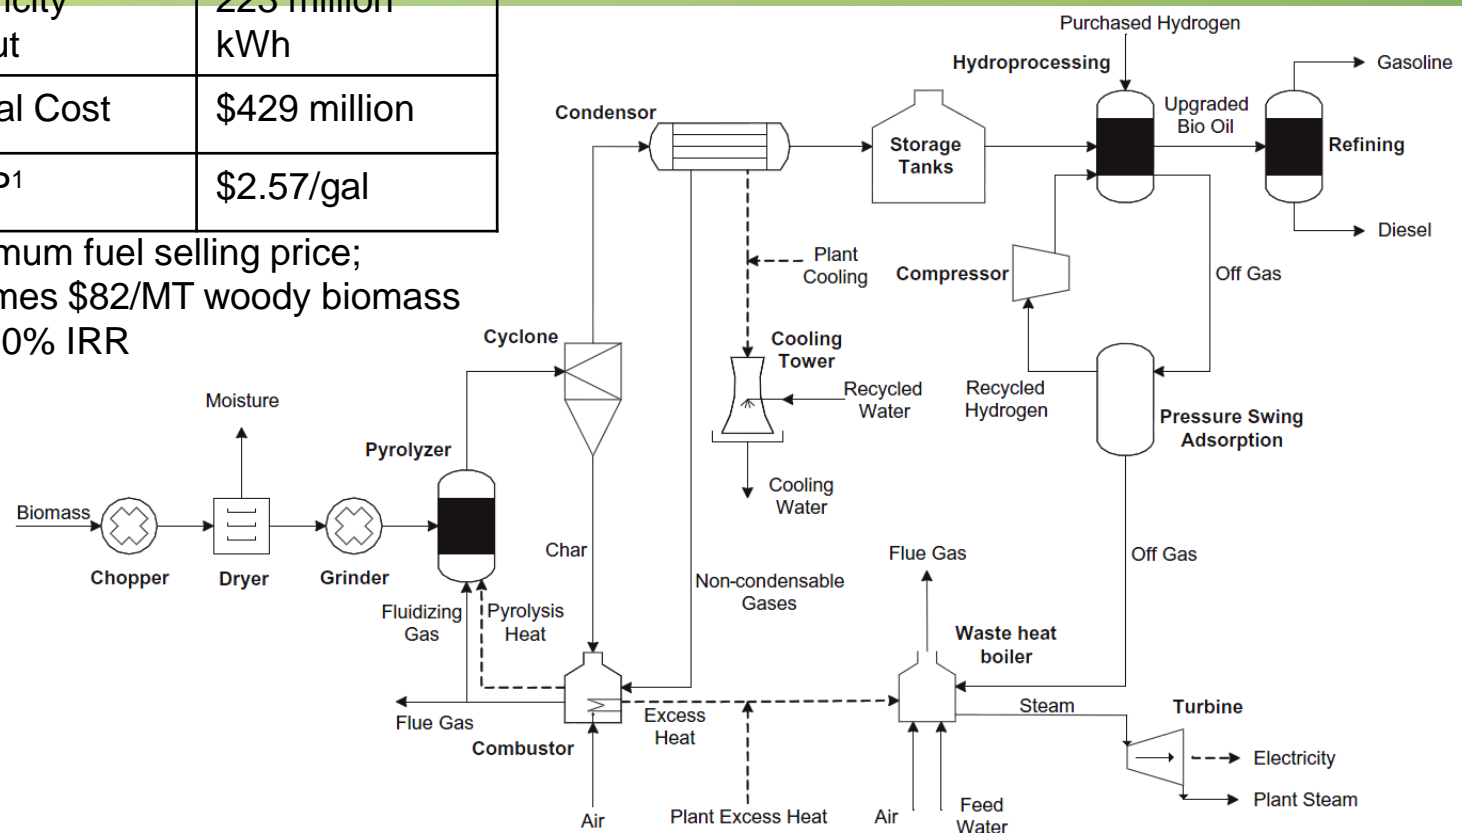 kWh
$429 million
$2.57/gal
fuel selling price;
$82/MT woody biomass
IRR
Purchased Hydrogen
Hydroprocessing
Gasoline
Condensor
Upgraded
Bio Oil
Storage
Tanks
Refining
Diesel
Plant
Cooling
Compressor
Off Gas
Cyclone
Cooling
Tower
Recycled
Water
Recycled
Hydrogen
Pressure Swing
Adsorption
Moisture
Pyrolyzer
Cooling
Water
Biomass
Chopper
Dryer
Grinder
Char
Non-condensable
Gases
Flue Gas
Off Gas
Fluidizing
Gas
Pyrolysis
Heat
Waste heat
boiler
Flue Gas
Combustor
Excess
Heat
Steam
Turbine
Electricity
Plant Steam
Air
Plant Excess Heat
Air
Feed
Water